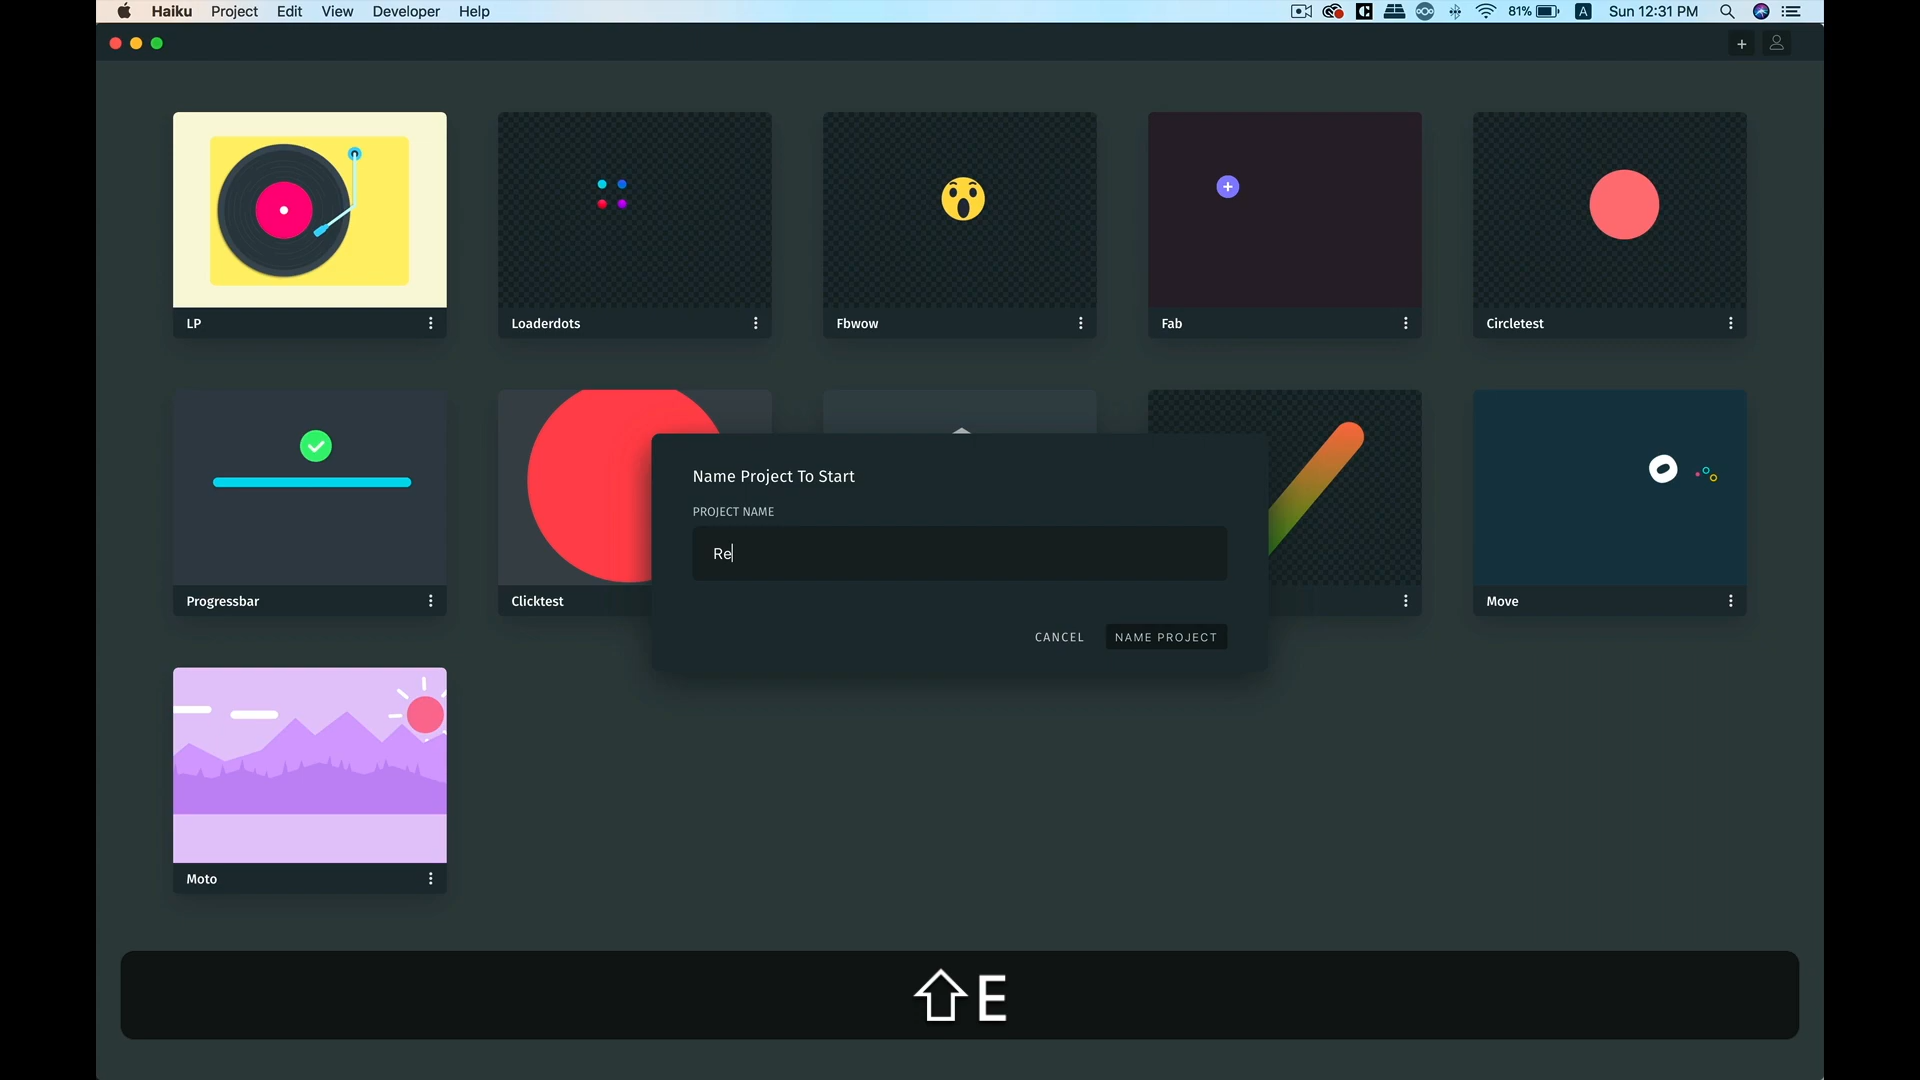 Haiku Project Edit View Developer Help 81% A Sun 12:31 PM
LP
Loaderdots
Fbwow
Fab
Circletest
Progressbar
Clicktest
Move
Name Project To Start
PROJECT NAME
Re
CANCEL
NAME PROJECT
Moto
⇧E